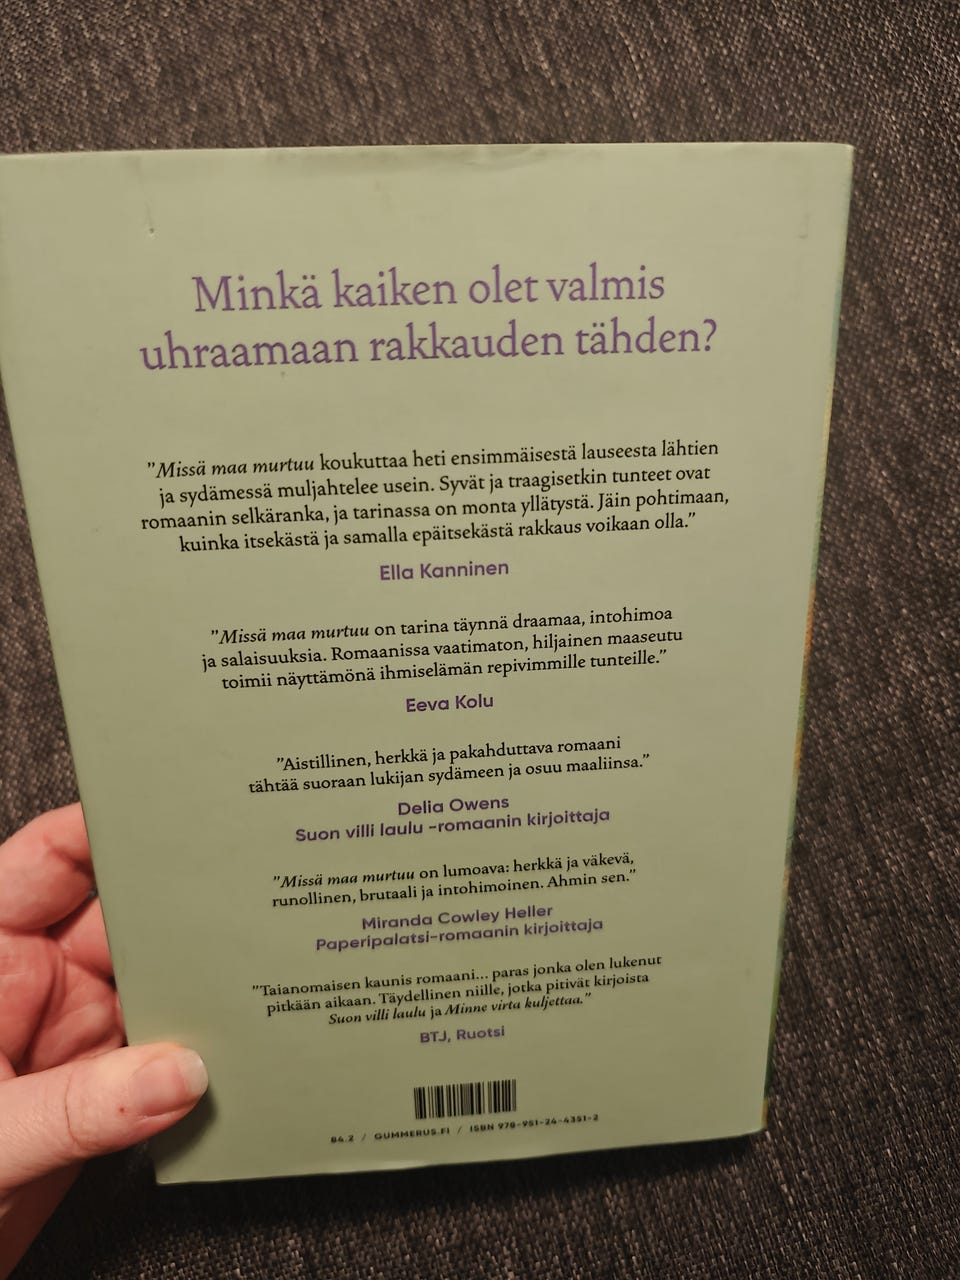 Minkä kaiken olet valmis
uhraamaan rakkauden tähden?
”Missä maa murtuu koukuttaa heti ensimmäisestä lauseesta lähtien
ja sydämessä muljahtelee usein. Syvät ja traagisetkin tunteet ovat
romaanin selkäranka, ja tarinassa on monta yllätystä. Jäin pohtimaan,
kuinka itsekästä ja samalla epäitsekästä rakkaus voikaan olla.”
Ella Kanninen
”Missä maa murtuu on tarina täynnä draamaa, intohimoa
ja salaisuuksia. Romaanissa vaatimaton, hiljainen maaseutu
toimii näyttämönä ihmiselämän repivimmille tunteille.”
Eeva Kolu
”Aistillinen, herkkä ja pakahduttava romaani
tähtää suoraan lukijan sydämeen ja osuu maaliinsa.”
Delia Owens
Suon villi laulu -romaanin kirjoittaja
”Missä maa murtuu on lumoava: herkkä ja väkevä,
runollinen, brutaali ja intohimoinen. Ahmin sen.”
Miranda Cowley Heller
Paperipalatsi-romaanin kirjoittaja
”Taianomaisen kaunis romaani... paras jonka olen lukenut
pitkään aikaan. Täydellinen niille, jotka pitivät kirjoista
Suon villi laulu ja Minne virta kuljettaa.”
BTJ, Ruotsi
84.2 / GUMMERUS.FI / ISBN 978-951-24-4351-2